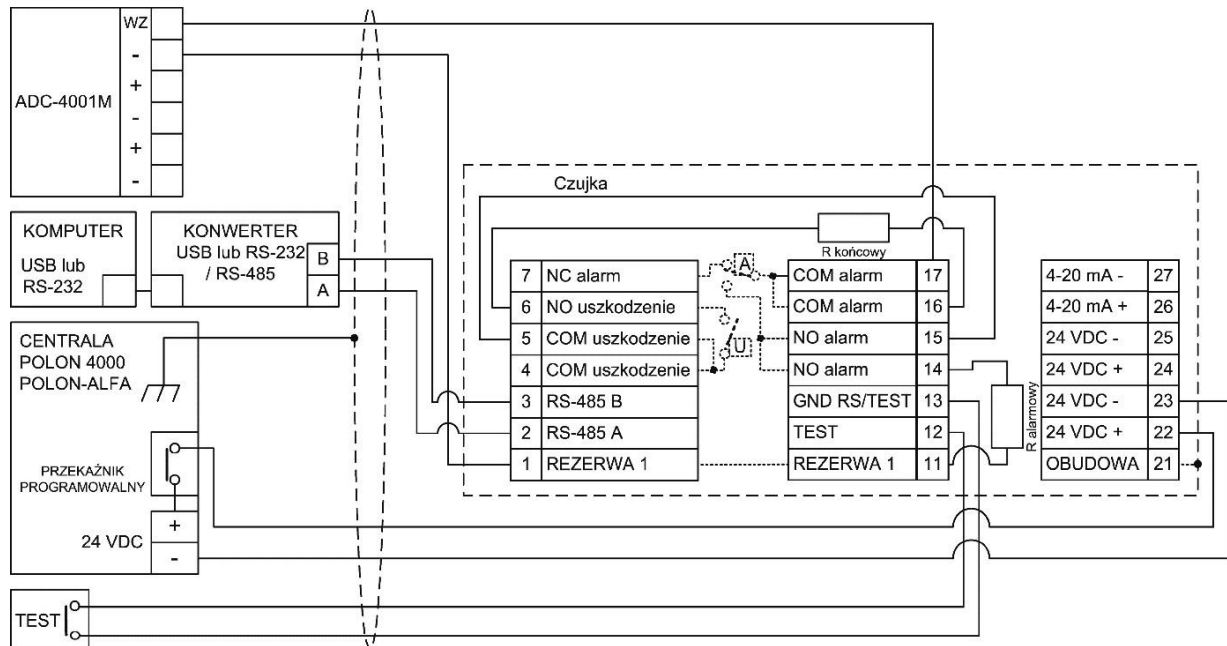 WZ
-
+
-
+
-
ADC-4001M
KOMPUTER
USB lub
RS-232
KONWERTER
USB lub RS-232
/ RS-485
B
A
CENTRALA
POLON 4000
POLON-ALFA
PRZEKAŹNIK
PROGRAMOWALNY
24 VDC
+
-
TEST
Czujka
R końcowy
7 NC alarm
6 NO uszkodzenie
5 COM uszkodzenie
4 COM uszkodzenie
3 RS-485 B
2 RS-485 A
1 REZERWA 1
A
U
COM alarm 17
COM alarm 16
NO alarm 15
NO alarm 14
GND RS/TEST 13
TEST 12
REZERWA 1 11
R alarmowy
4-20 mA - 27
4-20 mA + 26
24 VDC - 25
24 VDC + 24
24 VDC - 23
24 VDC + 22
OBUDOWA 21